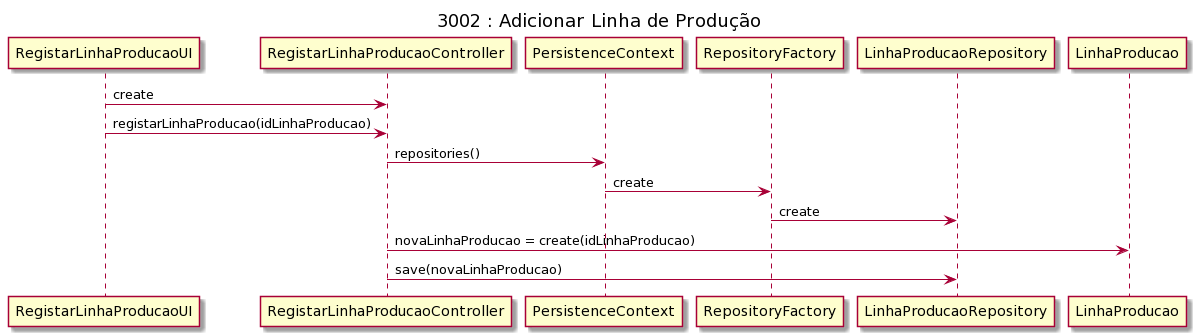 3002 : Adicionar Linha de Produção
RegistarLinhaProducaoUI RegistarLinhaProducaoController PersistenceContext RepositoryFactory LinhaProducaoRepository LinhaProducao
create
registarLinhaProducao(idLinhaProducao)
repositories()
create
create
novaLinhaProducao = create(idLinhaProducao)
save(novaLinhaProducao)
RegistarLinhaProducaoUI RegistarLinhaProducaoController PersistenceContext RepositoryFactory LinhaProducaoRepository LinhaProducao